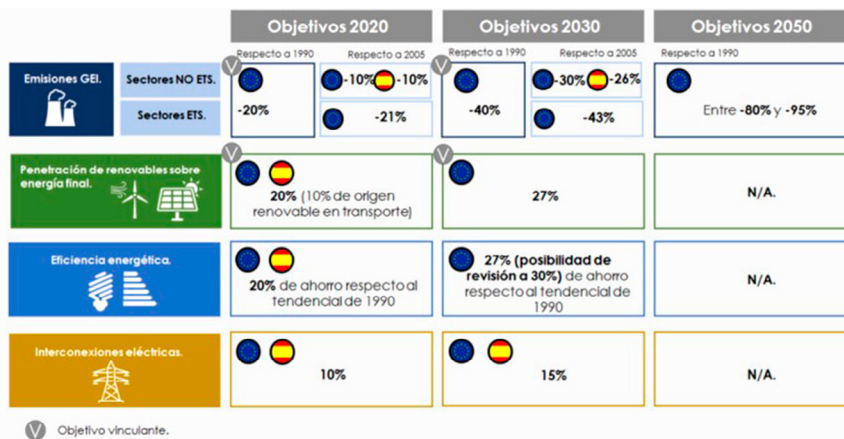 Objetivos 2020
Objetivos 2030
Objetivos 2050
Respecto a 1990
Respecto a 2005
Respecto a 1990
Respecto a 2005
Respecto a 1990
Emisiones GEI.
Sectores NO ETS.
Sectores ETS.
V
-20%
-10%
-10%
-21%
V
-40%
-30%
-26%
-43%
Entre -80% y -95%
Penetración de renovables sobre
energía final.
V
20% (10% de origen
renovable en transporte)
V
27%
N/A.
Eficiencia energética.
20% de ahorro respecto al
tendencial de 1990
27% (posibilidad de
revisión a 30%) de ahorro
respecto al tendencial de
1990
N/A.
Interconexiones eléctricas.
10%
15%
N/A.
V Objetivo vinculante.